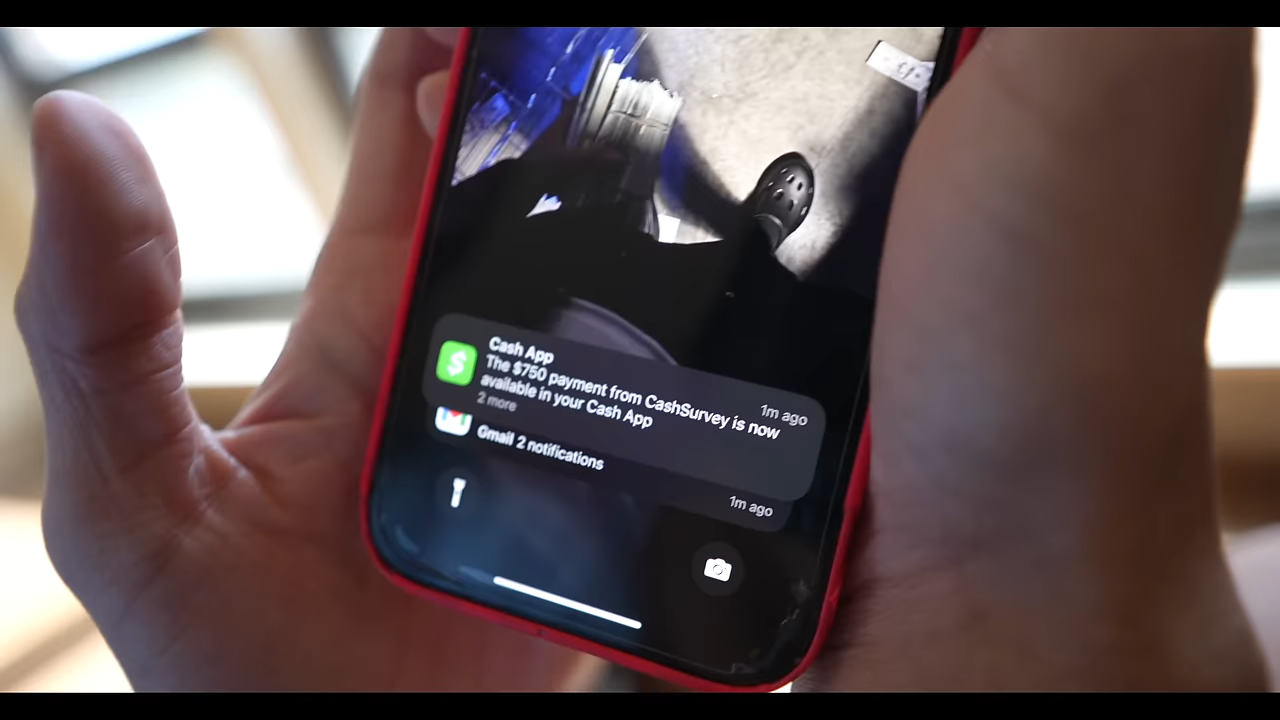 Cash App
1m ago
The $750 payment from CashSurvey is now
available in your Cash App
2 more
Gmail 2 notifications
1m ago